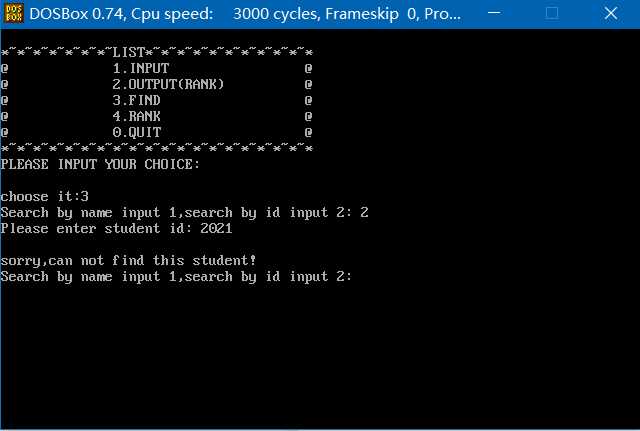 DOS BOX
DOSBox 0.74, Cpu speed: 3000 cycles, Frameskip 0, Pro...
*~*~*~*~*~*~*~LIST*~*~*~*~*~*~*~*~*~*~*
@ 1.INPUT @
@ 2.OUTPUT(RANK) @
@ 3.FIND @
@ 4.RANK @
@ 0.QUIT @
*~*~*~*~*~*~*~*~*~*~*~*~*~*~*~*~*~*~*~*
PLEASE INPUT YOUR CHOICE:
choose it:3
Search by name input 1,search by id input 2: 2
Please enter student id: 2021
sorry,can not find this student!
Search by name input 1,search by id input 2: